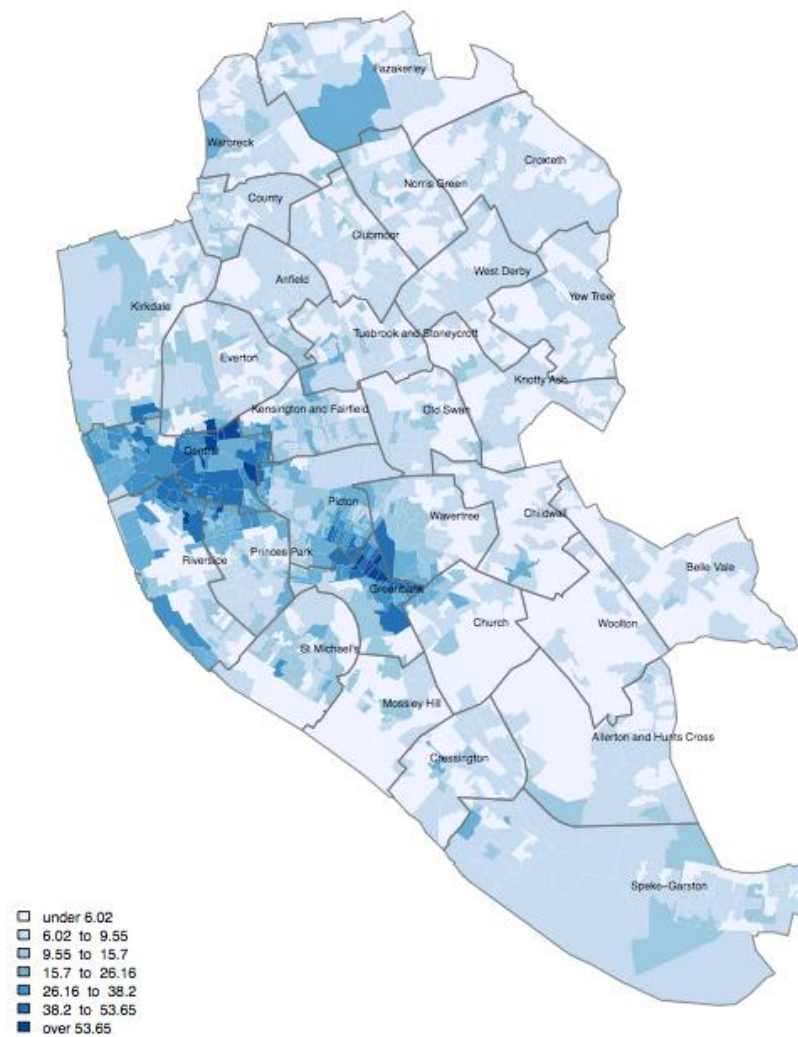 Fazakerley
Warbreck
Croxteth
Norris Green
County
Clubmoor
West Derby
Anfield
Yew Tree
Kirkdale
Tuebrook and Stoneycroft
Everton
Knotty Ash
Kensington and Fairfield
Old Swan
Central
Picton
Wavertree
Childwall
Princes Park
Riverside
Belle Vale
Greenbank
Church
Woolton
St Michael's
Mossley Hill
Allerton and Hunts Cross
Cressington
Speke-Garston
under 6.02
6.02 to 9.55
9.55 to 15.7
15.7 to 26.16
26.16 to 38.2
38.2 to 53.65
over 53.65